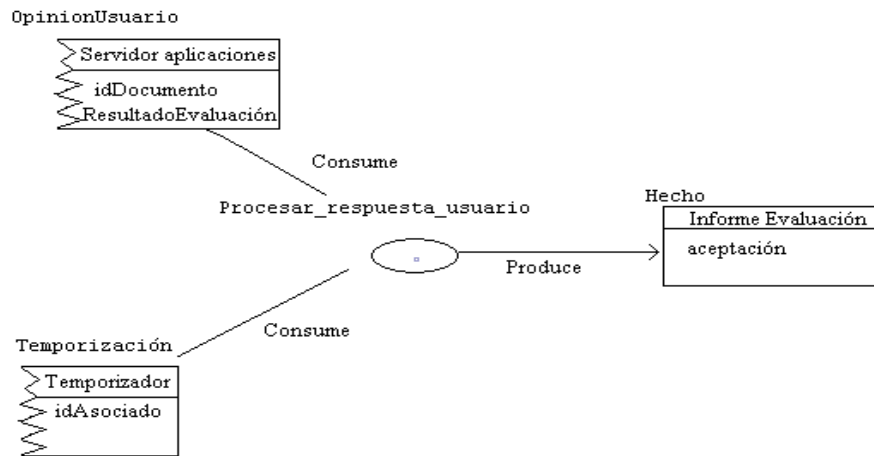 OpinionUsuario
Servidor aplicaciones
idDocumento
ResultadoEvaluación
Consume
Procesar_respuesta_usuario
Hecho
Informe Evaluación
aceptación
Produce
Consume
Temporización
Temporizador
idAsociado